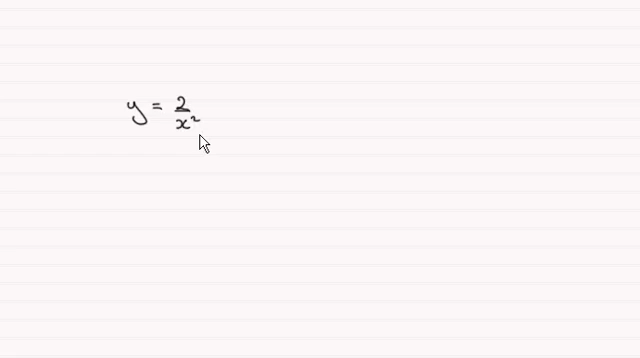 y = 2/x²